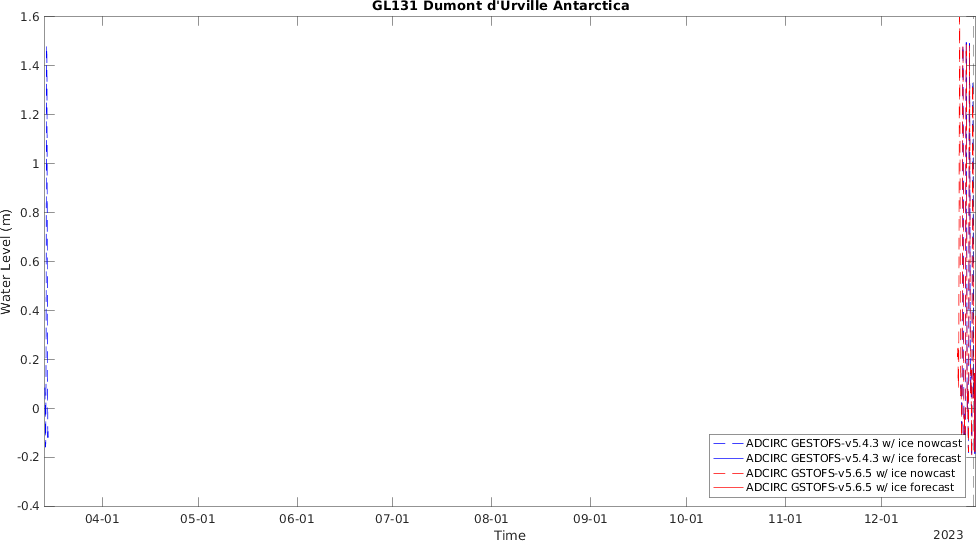 GL131 Dumont d'Urville Antarctica
1.6
1.4
1.2
1
0.8
0.6
0.4
0.2
0
-0.2
-0.4
Water Level (m)
04-01 05-01 06-01 07-01 08-01 09-01 10-01 11-01 12-01
Time
2023
ADCIRC GESTOFS-v5.4.3 w/ ice nowcast
ADCIRC GESTOFS-v5.4.3 w/ ice forecast
ADCIRC GSTOFS-v5.6.5 w/ ice nowcast
ADCIRC GSTOFS-v5.6.5 w/ ice forecast